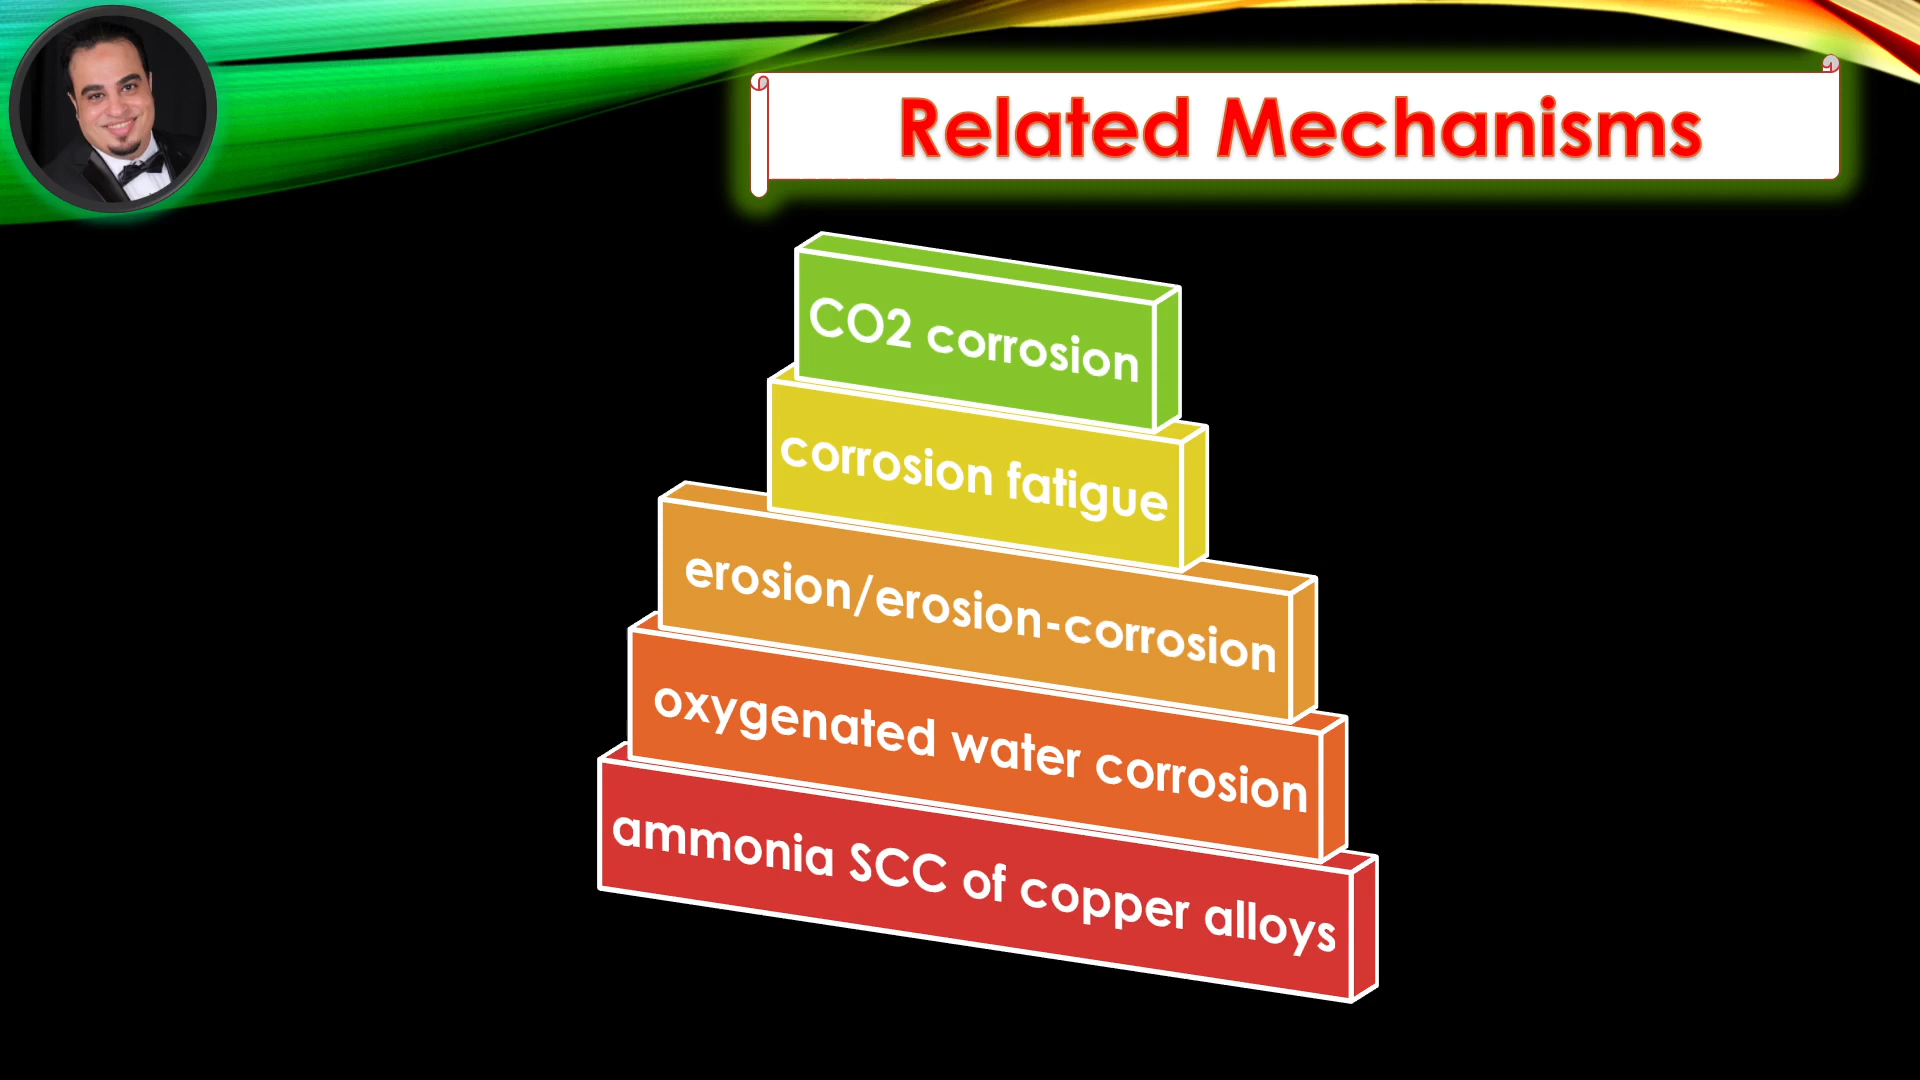 Related Mechanisms
CO2 corrosion
corrosion fatigue
erosion/erosion-corrosion
oxygenated water corrosion
ammonia SCC of copper alloys